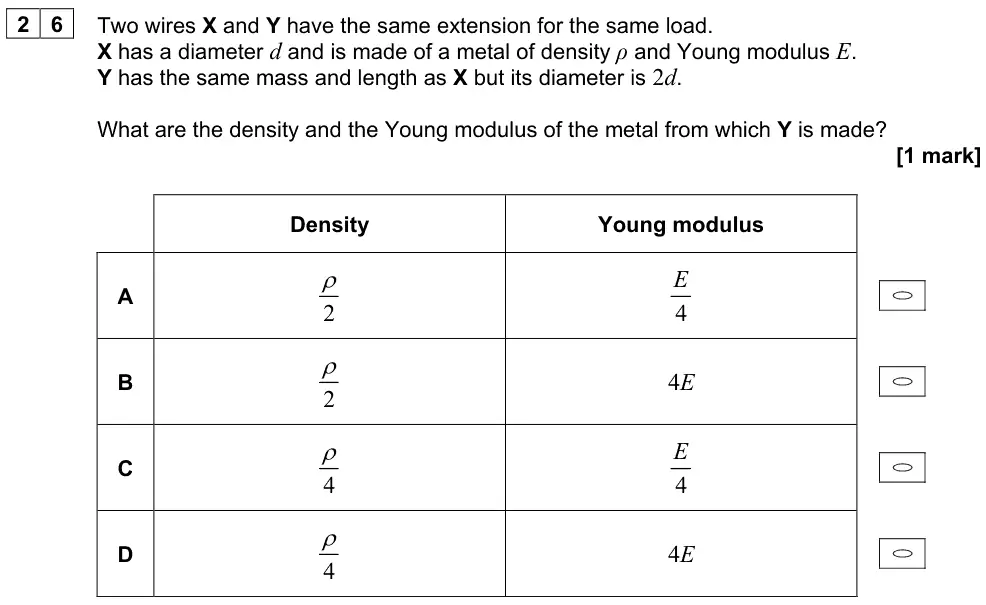 2 6 Two wires X and Y have the same extension for the same load.
X has a diameter d and is made of a metal of density ρ and Young modulus E.
Y has the same mass and length as X but its diameter is 2d.
What are the density and the Young modulus of the metal from which Y is made?
[1 mark]
Density Young modulus
A ρ/2 E/4
B ρ/2 4E
C ρ/4 E/4
D ρ/4 4E